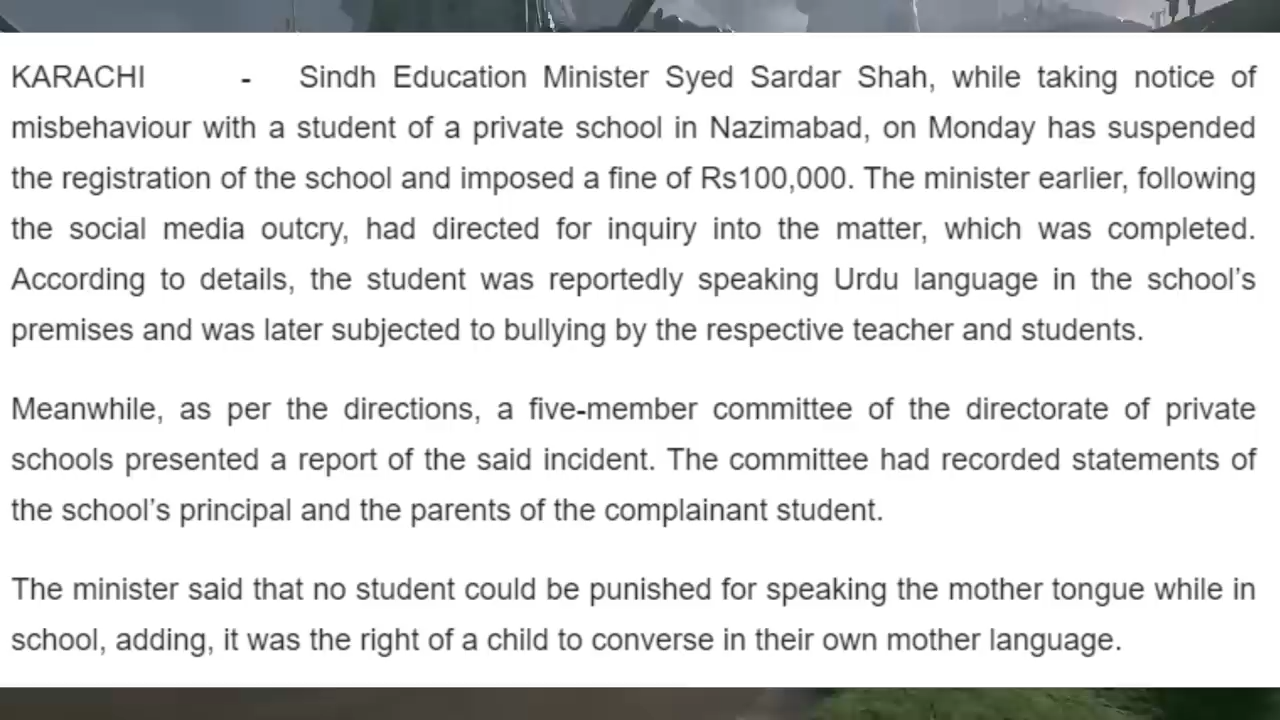 KARACHI - Sindh Education Minister Syed Sardar Shah, while taking notice of
misbehaviour with a student of a private school in Nazimabad, on Monday has suspended
the registration of the school and imposed a fine of Rs100,000. The minister earlier, following
the social media outcry, had directed for inquiry into the matter, which was completed.
According to details, the student was reportedly speaking Urdu language in the school’s
premises and was later subjected to bullying by the respective teacher and students.
Meanwhile, as per the directions, a five-member committee of the directorate of private
schools presented a report of the said incident. The committee had recorded statements of
the school’s principal and the parents of the complainant student.
The minister said that no student could be punished for speaking the mother tongue while in
school, adding, it was the right of a child to converse in their own mother language.